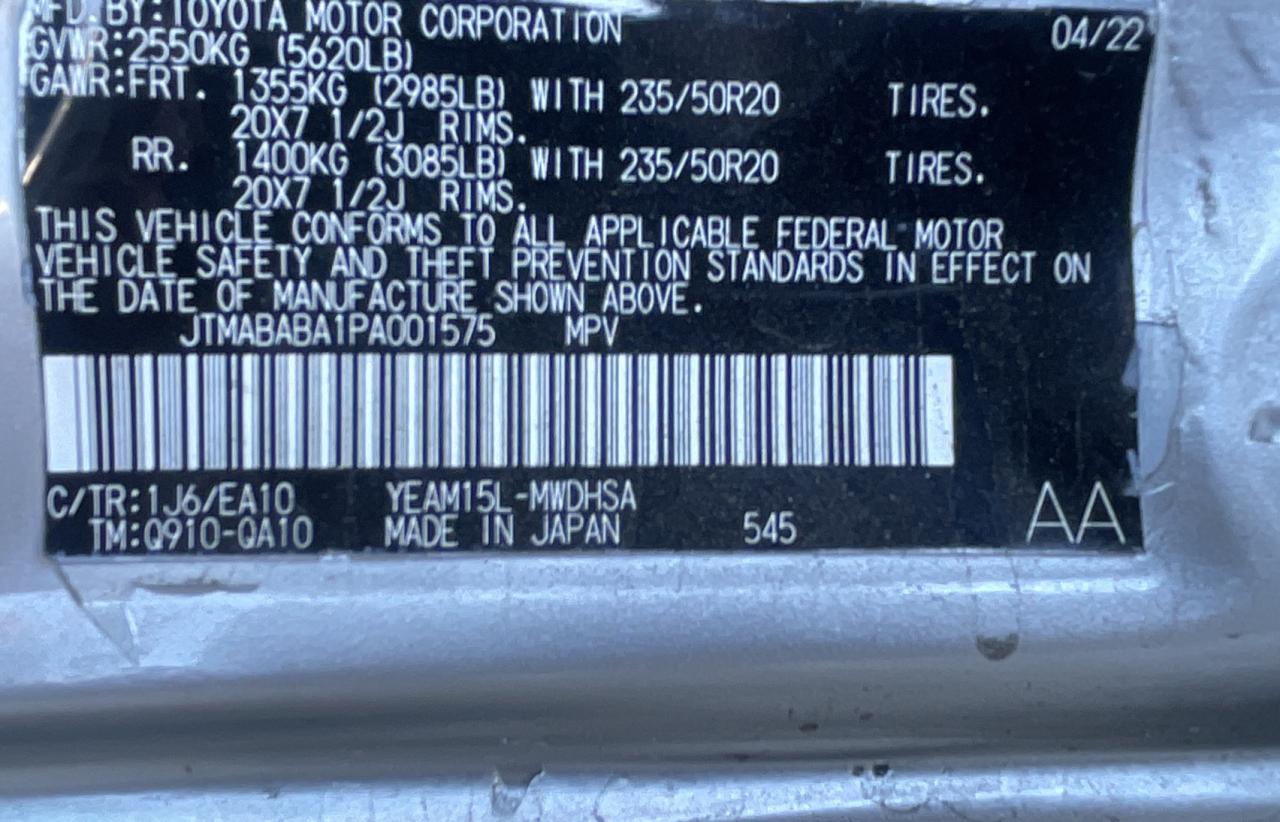 MFD.BY:TOYOTA MOTOR CORPORATION 04/22
GVWR:2550KG (5620LB)
GAWR:FRT. 1355KG (2985LB) WITH 235/50R20 TIRES.
20X7 1/2J RIMS.
RR. 1400KG (3085LB) WITH 235/50R20 TIRES.
20X7 1/2J RIMS.
THIS VEHICLE CONFORMS TO ALL APPLICABLE FEDERAL MOTOR
VEHICLE SAFETY AND THEFT PREVENTION STANDARDS IN EFFECT ON
THE DATE OF MANUFACTURE SHOWN ABOVE.
JTMABABA1PA001575 MPV
C/TR:1J6/EA10 YEAM15L-MWDHSA
TM:Q910-QA10 MADE IN JAPAN 545 AA